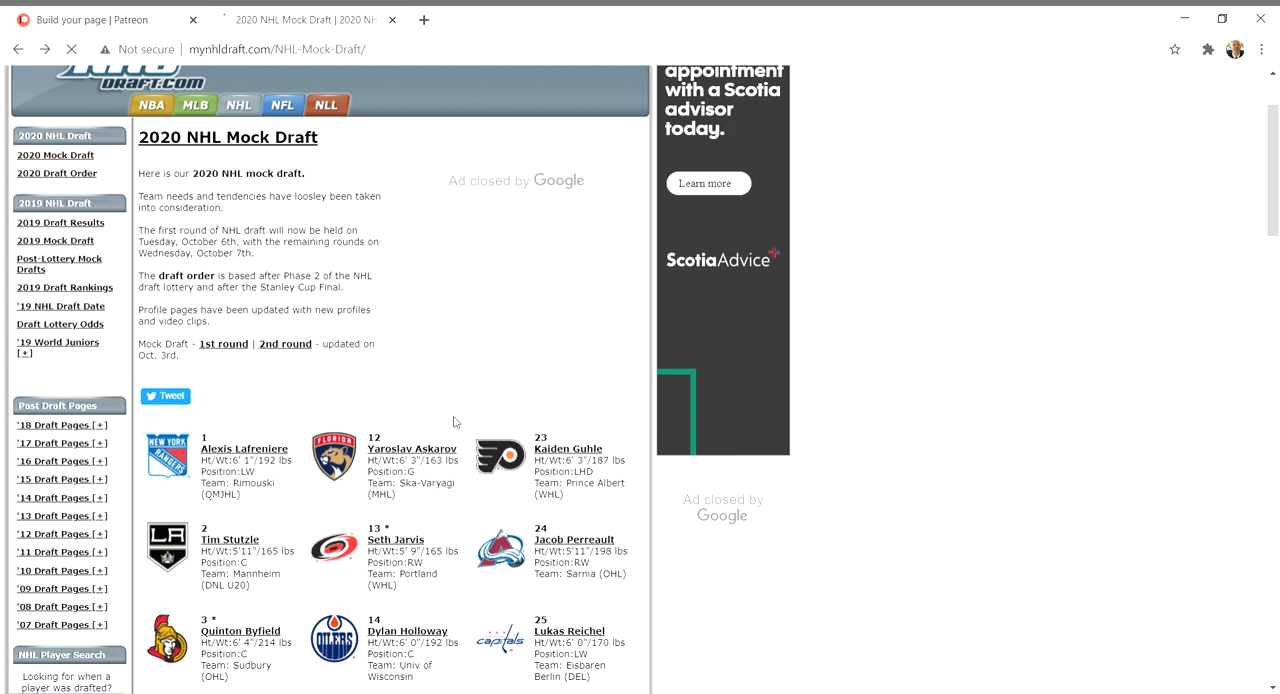 Build your page | Patreon
2020 NHL Mock Draft | 2020 NH
Not secure | mynhldraft.com/NHL-Mock-Draft/
DRAFT.COM
NBA MLB NHL NFL NLL
appointment
with a Scotia
advisor
today.
Learn more
ScotiaAdvice+
Ad closed by Google
2020 NHL Draft
2020 Mock Draft
2020 Draft Order
2019 NHL Draft
2019 Draft Results
2019 Mock Draft
Post-Lottery Mock
Drafts
2019 Draft Rankings
'19 NHL Draft Date
Draft Lottery Odds
'19 World Juniors
[+]
Past Draft Pages
'18 Draft Pages [+]
'17 Draft Pages [+]
'16 Draft Pages [+]
'15 Draft Pages [+]
'14 Draft Pages [+]
'13 Draft Pages [+]
'12 Draft Pages [+]
'11 Draft Pages [+]
'10 Draft Pages [+]
'09 Draft Pages [+]
'08 Draft Pages [+]
'07 Draft Pages [+]
NHL Player Search
Looking for when a
player was drafted?
2020 NHL Mock Draft
Here is our 2020 NHL mock draft.
Ad closed by Google
Team needs and tendencies have loosley been taken
into consideration.
The first round of NHL draft will now be held on
Tuesday, October 6th, with the remaining rounds on
Wednesday, October 7th.
The draft order is based after Phase 2 of the NHL
draft lottery and after the Stanley Cup Final.
Profile pages have been updated with new profiles
and video clips.
Mock Draft - 1st round | 2nd round - updated on
Oct. 3rd.
Tweet
NEW YORK
RANGERS
1
Alexis Lafreniere
Ht/Wt:6' 1"/192 lbs
Position:LW
Team: Rimouski
(QMJHL)
FLORIDA
12
Yaroslav Askarov
Ht/Wt:6' 3"/163 lbs
Position:G
Team: Ska-Varyagi
(MHL)
23
Kaiden Guhle
Ht/Wt:6' 3"/187 lbs
Position:LHD
Team: Prince Albert
(WHL)
LA
2
Tim Stutzle
Ht/Wt:5'11"/165 lbs
Position:C
Team: Mannheim
(DNL U20)
13 *
Seth Jarvis
Ht/Wt:5' 9"/165 lbs
Position:RW
Team: Portland
(WHL)
24
Jacob Perreault
Ht/Wt:5'11"/198 lbs
Position:RW
Team: Sarnia (OHL)
3 *
Quinton Byfield
Ht/Wt:6' 4"/214 lbs
Position:C
Team: Sudbury
(OHL)
OILERS
14
Dylan Holloway
Ht/Wt:6' 0"/192 lbs
Position:C
Team: Univ of
Wisconsin
capitals
25
Lukas Reichel
Ht/Wt:6' 0"/170 lbs
Position:LW
Team: Eisbaren
Berlin (DEL)